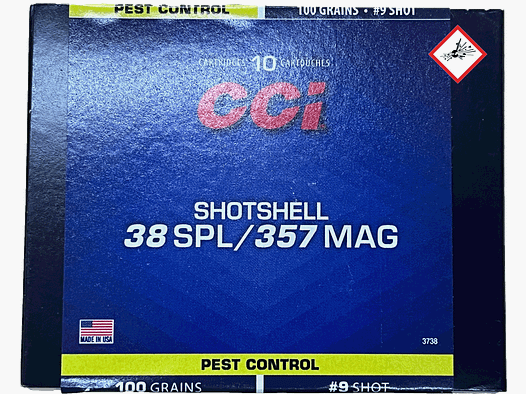 PEST CONTROL
100 GRAINS • #9 SHOT
CARTRIDGES 10 CARTOUCHES
CCi
SHOTSHELL
38 SPL/357 MAG
MADE IN USA
3738
PEST CONTROL
100 GRAINS
#9 SHOT